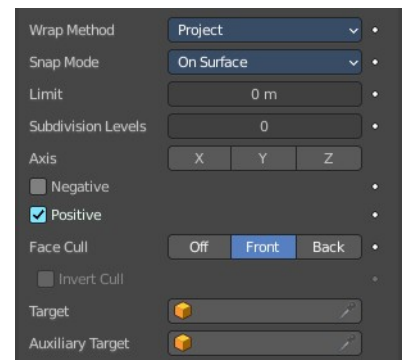 Wrap Method Project
Snap Mode On Surface
Limit 0 m
Subdivision Levels 0
Axis X Y Z
Negative
Positive
Face Cull Off Front Back
Invert Cull
Target
Auxiliary Target